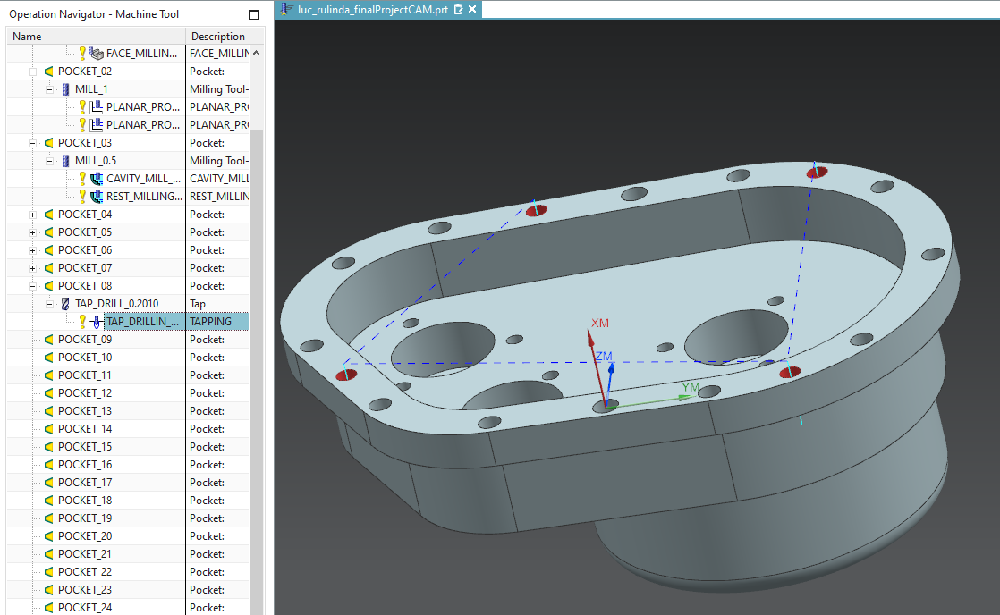 Operation Navigator - Machine Tool
luc_rulinda_finalProjectCAM.prt
Name Description
FACE_MILLIN... FACE_MILLIN
POCKET_02 Pocket:
MILL_1 Milling Tool-
PLANAR_PRO... PLANAR_PRO
PLANAR_PRO... PLANAR_PRO
POCKET_03 Pocket:
MILL_0.5 Milling Tool-
CAVITY_MILL_... CAVITY_MILL
REST_MILLING... REST_MILLIN
POCKET_04 Pocket:
POCKET_05 Pocket:
POCKET_06 Pocket:
POCKET_07 Pocket:
POCKET_08 Pocket:
TAP_DRILL_0.2010 Tap
TAP_DRILLIN_... TAPPING
POCKET_09 Pocket:
POCKET_10 Pocket:
POCKET_11 Pocket:
POCKET_12 Pocket:
POCKET_13 Pocket:
POCKET_14 Pocket:
POCKET_15 Pocket:
POCKET_16 Pocket:
POCKET_17 Pocket:
POCKET_18 Pocket:
POCKET_19 Pocket:
POCKET_20 Pocket:
POCKET_21 Pocket:
POCKET_22 Pocket:
POCKET_23 Pocket:
POCKET_24 Pocket:
XM
ZM
YM